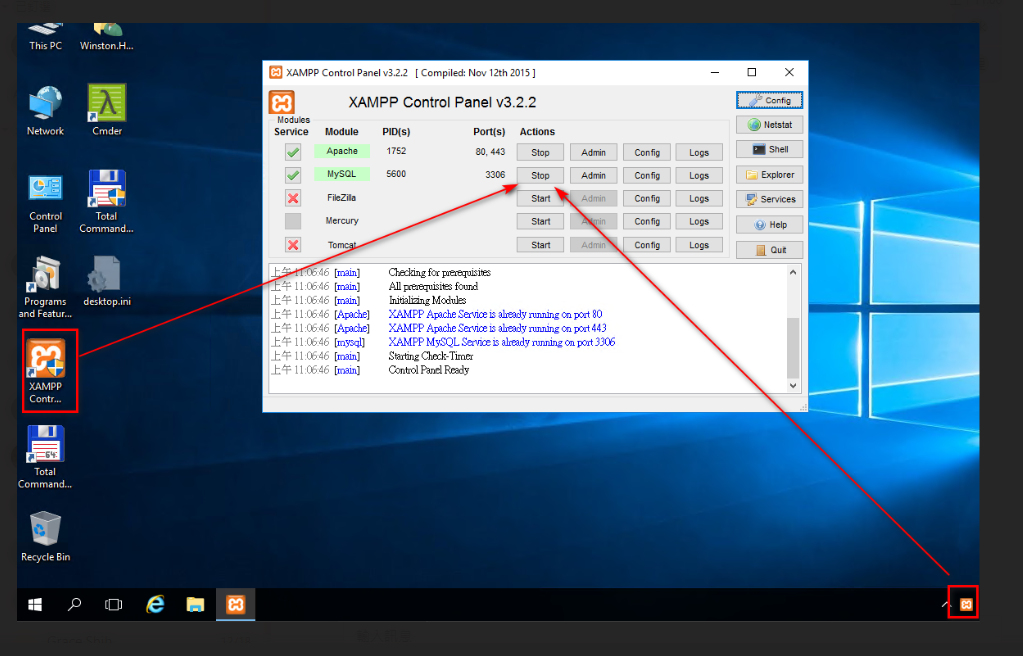 This PC
Winston.H...
Network
Cmder
Control
Panel
Total
Command...
Programs
and Featur...
desktop.ini
XAMPP
Contr...
64
Total
Command...
Recycle Bin
XAMPP Control Panel v3.2.2 [ Compiled: Nov 12th 2015 ]
XAMPP Control Panel v3.2.2
Modules
Service Module PID(s) Port(s) Actions
Apache 1752 80, 443 Stop Admin Config Logs
MySQL 5600 3306 Stop Admin Config Logs
FileZilla Start Admin Config Logs
Mercury Start Admin Config Logs
Tomcat Start Admin Config Logs
Config
Netstat
Shell
Explorer
Services
Help
Quit
上午 11:06:46 [main] Checking for prerequisites
上午 11:06:46 [main] All prerequisites found
上午 11:06:46 [main] Initializing Modules
上午 11:06:46 [Apache] XAMPP Apache Service is already running on port 80
上午 11:06:46 [Apache] XAMPP Apache Service is already running on port 443
上午 11:06:46 [mysql] XAMPP MySQL Service is already running on port 3306
上午 11:06:46 [main] Starting Check-Timer
上午 11:06:46 [main] Control Panel Ready